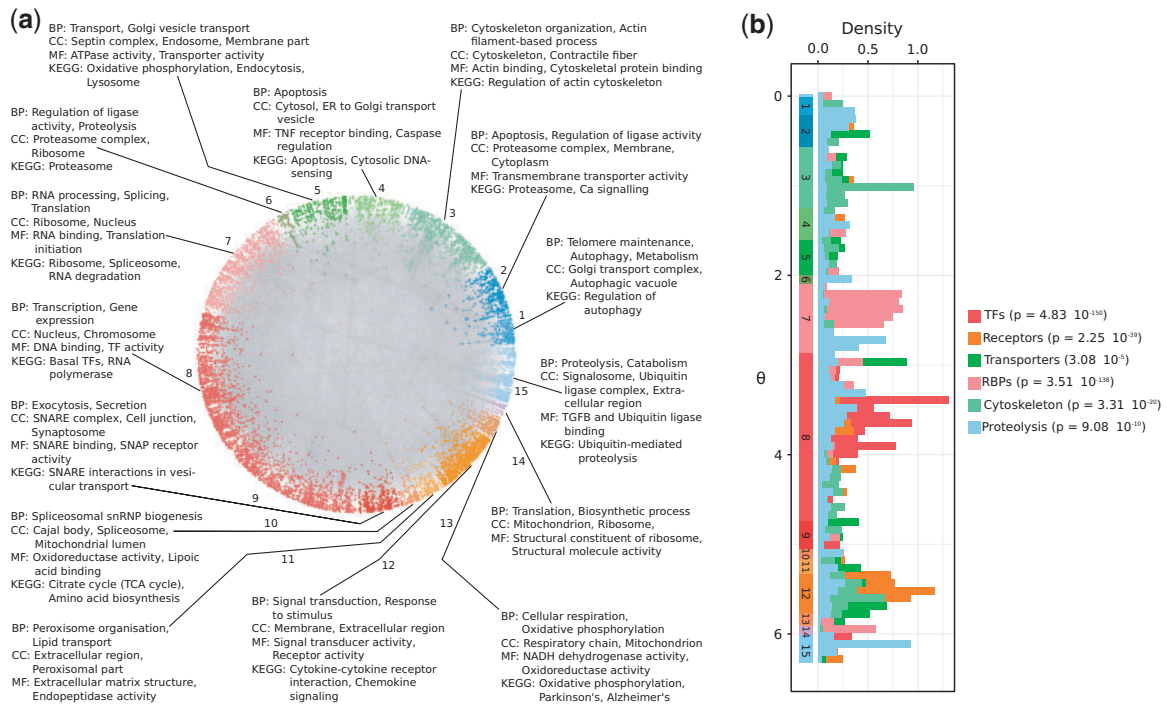 (a)
BP: Transport, Golgi vesicle transport
CC: Septin complex, Endosome, Membrane part
MF: ATPase activity, Transporter activity
KEGG: Oxidative phosphorylation, Endocytosis,
Lysosome
BP: Cytoskeleton organization, Actin
filament-based process
CC: Cytoskeleton, Contractile fiber
MF: Actin binding, Cytoskeletal protein binding
KEGG: Regulation of actin cytoskeleton
BP: Apoptosis
CC: Cytosol, ER to Golgi transport
vesicle
MF: TNF receptor binding, Caspase
regulation
KEGG: Apoptosis, Cytosolic DNA-
sensing
BP: Regulation of ligase
activity, Proteolysis
CC: Proteasome complex,
Ribosome
KEGG: Proteasome
BP: Apoptosis, Regulation of ligase activity
CC: Proteasome complex, Membrane,
Cytoplasm
MF: Transmembrane transporter activity
KEGG: Proteasome, Ca signalling
BP: RNA processing, Splicing,
Translation
CC: Ribosome, Nucleus
MF: RNA binding, Translation
initiation
KEGG: Ribosome, Spliceosome,
RNA degradation
BP: Telomere maintenance,
Autophagy, Metabolism
CC: Golgi transport complex,
Autophagic vacuole
KEGG: Regulation of
autophagy
BP: Transcription, Gene
expression
CC: Nucleus, Chromosome
MF: DNA binding, TF activity
KEGG: Basal TFs, RNA
polymerase
BP: Proteolysis, Catabolism
CC: Signalosome, Ubiquitin
ligase complex, Extra-
cellular region
MF: TGFB and Ubiquitin ligase
binding
KEGG: Ubiquitin-mediated
proteolysis
BP: Exocytosis, Secretion
CC: SNARE complex, Cell junction,
Synaptosome
MF: SNARE binding, SNAP receptor
activity
KEGG: SNARE interactions in vesi-
cular transport
BP: Spliceosomal snRNP biogenesis
CC: Cajal body, Spliceosome,
Mitochondrial lumen
MF: Oxidoreductase activity, Lipoic
acid binding
KEGG: Citrate cycle (TCA cycle),
Amino acid biosynthesis
BP: Translation, Biosynthetic process
CC: Mitochondrion, Ribosome,
MF: Structural constituent of ribosome,
Structural molecule activity
BP: Peroxisome organisation,
Lipid transport
CC: Extracellular region,
Peroxisomal part
MF: Extracellular matrix structure,
Endopeptidase activity
BP: Signal transduction, Response
to stimulus
CC: Membrane, Extracellular region
MF: Signal transducer activity,
Receptor activity
KEGG: Cytokine-cytokine receptor
interaction, Chemokine
signaling
BP: Cellular respiration,
Oxidative phosphorylation
CC: Respiratory chain, Mitochondrion
MF: NADH dehydrogenase activity,
Oxidoreductase activity
KEGG: Oxidative phosphorylation,
Parkinson's, Alzheimer's
1
2
3
4
5
6
7
8
9
10
11
12
13
14
15
(b)
Density
0.0 0.5 1.0
0
2
4
6
θ
1
2
3
4
5
6
7
8
9
10
11
12
13
14
15
TFs (p = 4.83 10⁻¹⁵⁰)
Receptors (p = 2.25 10⁻³⁹)
Transporters (3.08 10⁻⁵)
RBPs (p = 3.51 10⁻¹³⁸)
Cytoskeleton (p = 3.31 10⁻²⁰)
Proteolysis (p = 9.08 10⁻¹⁰)